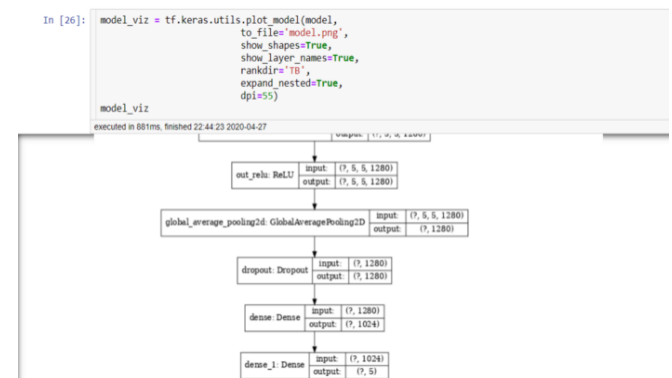 In [26]: model_viz = tf.keras.utils.plot_model(model,
to_file='model.png',
show_shapes=True,
show_layer_names=True,
rankdir='TB',
expand_nested=True,
dpi=55)
model_viz
executed in 881ms, finished 22:44:23 2020-04-27
out_relu: ReLU input: (?, 5, 5, 1280)
output: (?, 5, 5, 1280)
global_average_pooling2d: GlobalAveragePooling2D input: (?, 5, 5, 1280)
output: (?, 1280)
dropout: Dropout input: (?, 1280)
output: (?, 1280)
dense: Dense input: (?, 1280)
output: (?, 1024)
dense_1: Dense input: (?, 1024)
output: (?, 5)